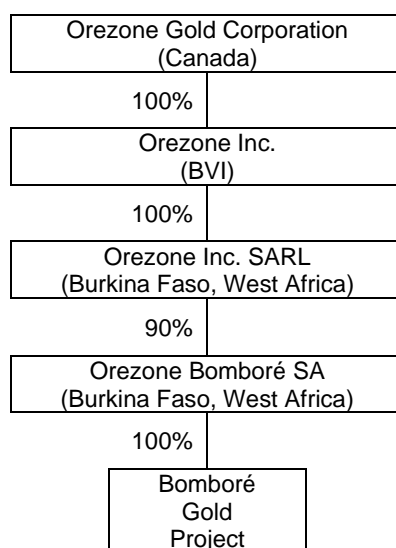 Orezone Gold Corporation
(Canada)
100%
Orezone Inc.
(BVI)
100%
Orezone Inc. SARL
(Burkina Faso, West Africa)
90%
Orezone Bomboré SA
(Burkina Faso, West Africa)
100%
Bomboré
Gold
Project